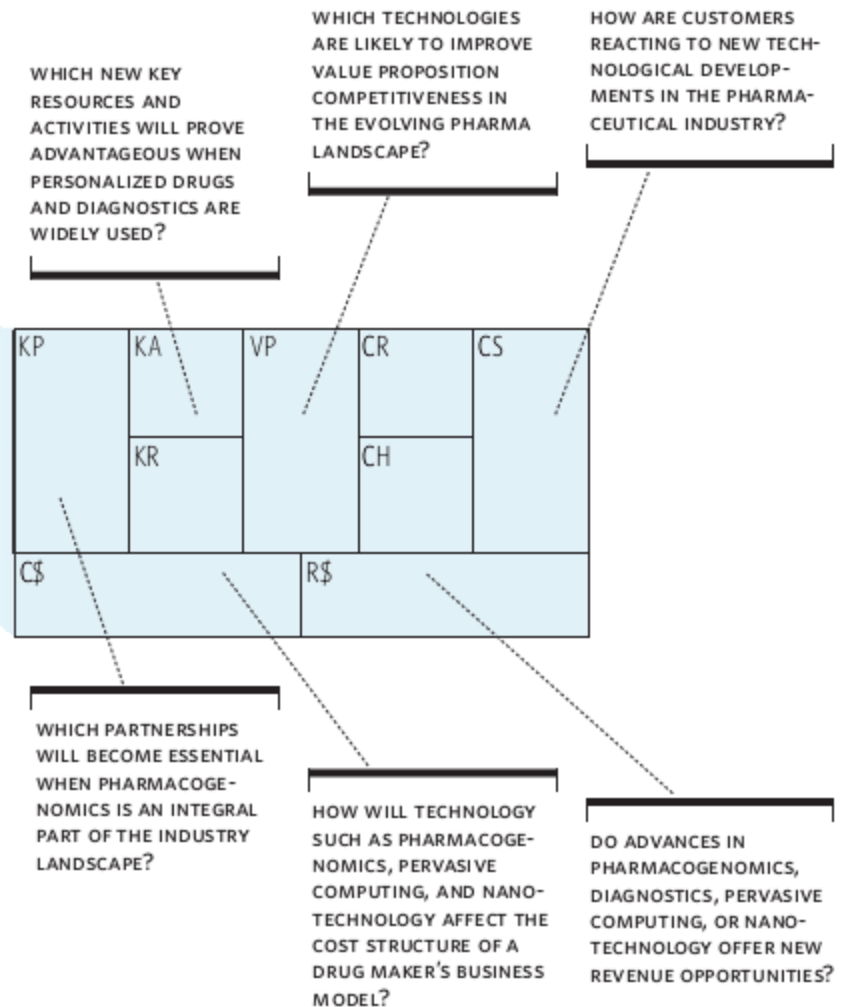 WHICH NEW KEY
RESOURCES AND
ACTIVITIES WILL PROVE
ADVANTAGEOUS WHEN
PERSONALIZED DRUGS
AND DIAGNOSTICS ARE
WIDELY USED?
WHICH TECHNOLOGIES
ARE LIKELY TO IMPROVE
VALUE PROPOSITION
COMPETITIVENESS IN
THE EVOLVING PHARMA
LANDSCAPE?
HOW ARE CUSTOMERS
REACTING TO NEW TECH-
NOLOGICAL DEVELOP-
MENTS IN THE PHARMA-
CEUTICAL INDUSTRY?
KP
KA
VP
CR
CS
KR
CH
C$
R$
WHICH PARTNERSHIPS
WILL BECOME ESSENTIAL
WHEN PHARMACOGE-
NOMICS IS AN INTEGRAL
PART OF THE INDUSTRY
LANDSCAPE?
HOW WILL TECHNOLOGY
SUCH AS PHARMACOGE-
NOMICS, PERVASIVE
COMPUTING, AND NANO-
TECHNOLOGY AFFECT THE
COST STRUCTURE OF A
DRUG MAKER'S BUSINESS
MODEL?
DO ADVANCES IN
PHARMACOGENOMICS,
DIAGNOSTICS, PERVASIVE
COMPUTING, OR NANO-
TECHNOLOGY OFFER NEW
REVENUE OPPORTUNITIES?